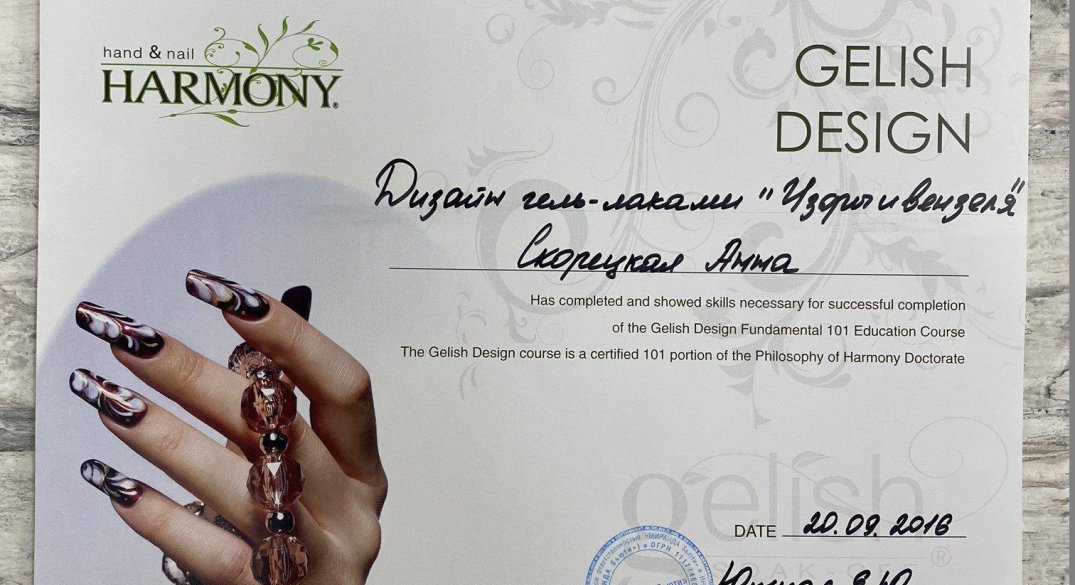 hand & nail
HARMONY®
GELISH
DESIGN
Дизайн гель-лаками "Узоры и вензеля"
Скорецкая Анна
Has completed and showed skills necessary for successful completion
of the Gelish Design Fundamental 101 Education Course
The Gelish Design course is a certified 101 portion of the Philosophy of Harmony Doctorate
gelish®
DATE 20.09.2016